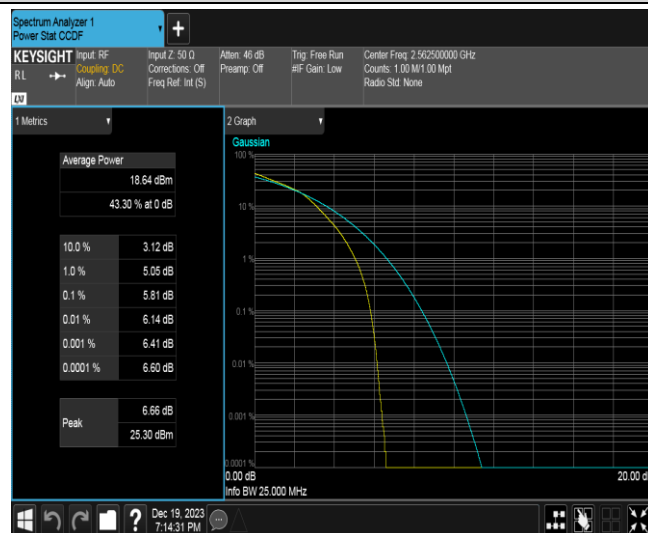 Spectrum Analyzer 1
Power Stat CCDF
+
KEYSIGHT
RL
LXI
Input: RF
Coupling: DC
Align: Auto
Input Z: 50 Ω
Corrections: Off
Freq Ref: Int (S)
Atten: 46 dB
Preamp: Off
Trig: Free Run
#IF Gain: Low
Center Freq: 2.562500000 GHz
Counts: 1.00 M/1.00 Mpt
Radio Std: None
1 Metrics
Average Power
18.64 dBm
43.30 % at 0 dB
10.0 % 3.12 dB
1.0 % 5.05 dB
0.1 % 5.81 dB
0.01 % 6.14 dB
0.001 % 6.41 dB
0.0001 % 6.60 dB
Peak
6.66 dB
25.30 dBm
2 Graph
Gaussian
100 %
10 %
1 %
0.1 %
0.01 %
0.001 %
0.0001 %
0.00 dB
20.00 d
Info BW 25.000 MHz
?
Dec 19, 2023
7:14:31 PM